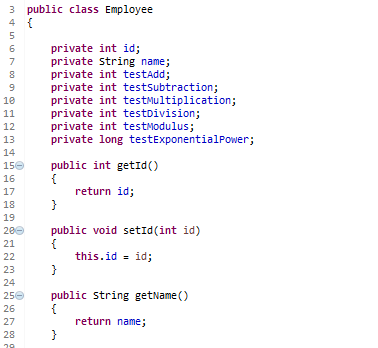 3 public class Employee
4 {
5
6 private int id;
7 private String name;
8 private int testAdd;
9 private int testSubtraction;
10 private int testMultiplication;
11 private int testDivision;
12 private int testModulus;
13 private long testExponentialPower;
14
15 public int getId()
16 {
17 return id;
18 }
19
20 public void setId(int id)
21 {
22 this.id = id;
23 }
24
25 public String getName()
26 {
27 return name;
28 }
29